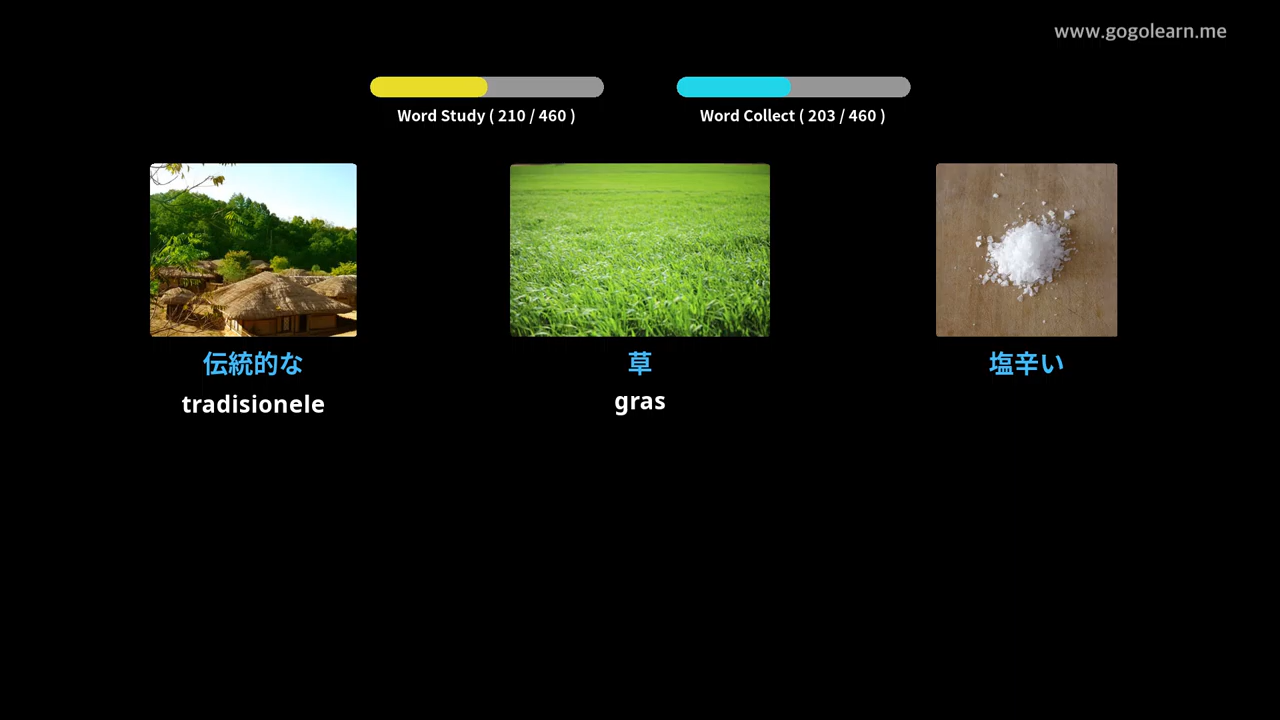 www.gogolearn.me
Word Study ( 210 / 460 )
Word Collect ( 203 / 460 )
伝統的な
草
塩辛い
tradisionele
gras